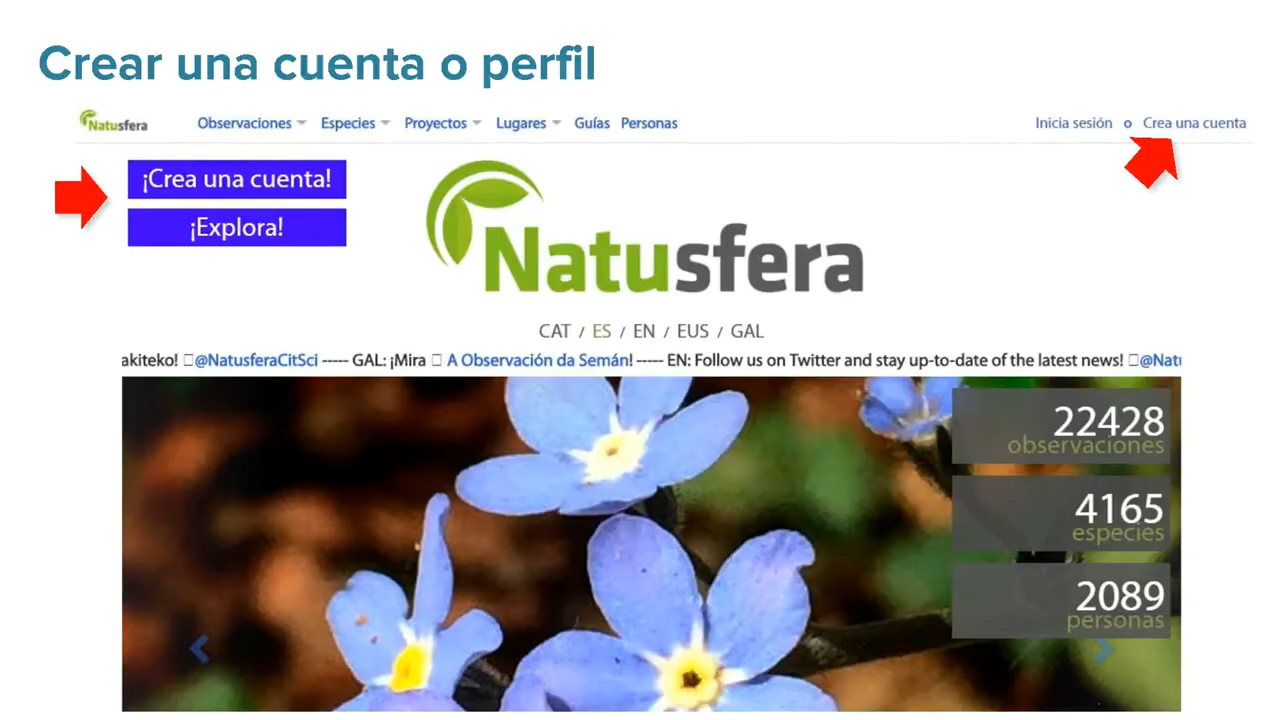 Crear una cuenta o perfil
Natusfera Observaciones Especies Proyectos Lugares Guías Personas Inicia sesión o Crea una cuenta
¡Crea una cuenta!
¡Explora!
Natusfera
CAT / ES / EN / EUS / GAL
akiteko! @NatusferaCitSci ----- GAL: ¡Mira A Observación da Semán! ----- EN: Follow us on Twitter and stay up-to-date of the latest news! @Natu
22428
observaciones
4165
especies
2089
personas